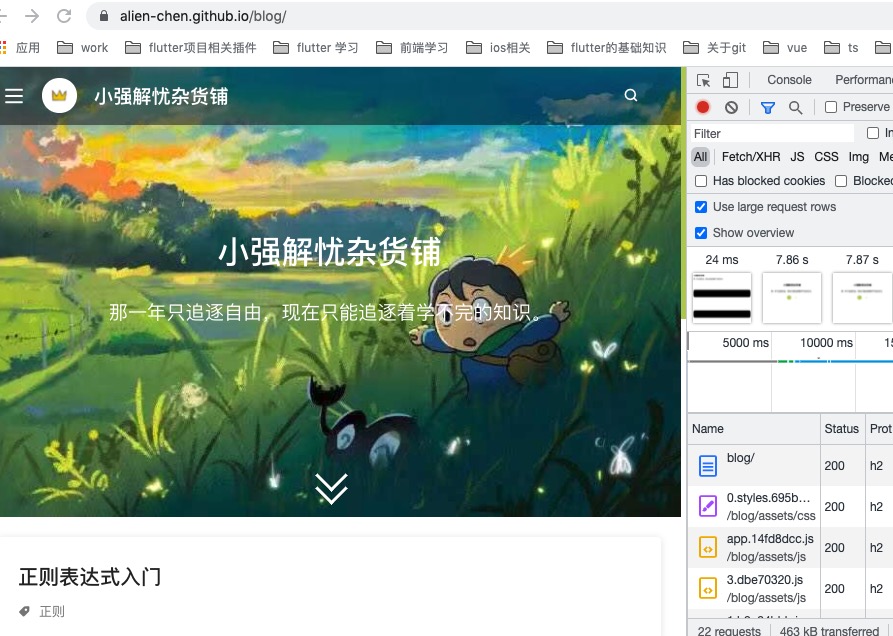 alien-chen.github.io/blog/
应用 work flutter项目相关插件 flutter 学习 前端学习 ios相关 flutter的基础知识 关于git vue ts
小强解忧杂货铺
小强解忧杂货铺
那一年只追逐自由，现在只能追逐着学不完的知识。
正则表达式入门
正则
Console Performan
Preserve
Filter
All Fetch/XHR JS CSS Img Me
Has blocked cookies Blocked
Use large request rows
Show overview
24 ms 7.86 s 7.87 s
5000 ms 10000 ms 15
Name Status Prot
blog/ 200 h2
0.styles.695b...
/blog/assets/css 200 h2
app.14fd8dcc.js
/blog/assets/js 200 h2
3.dbe70320.js
/blog/assets/js 200 h2
22 requests 463 kB transferred